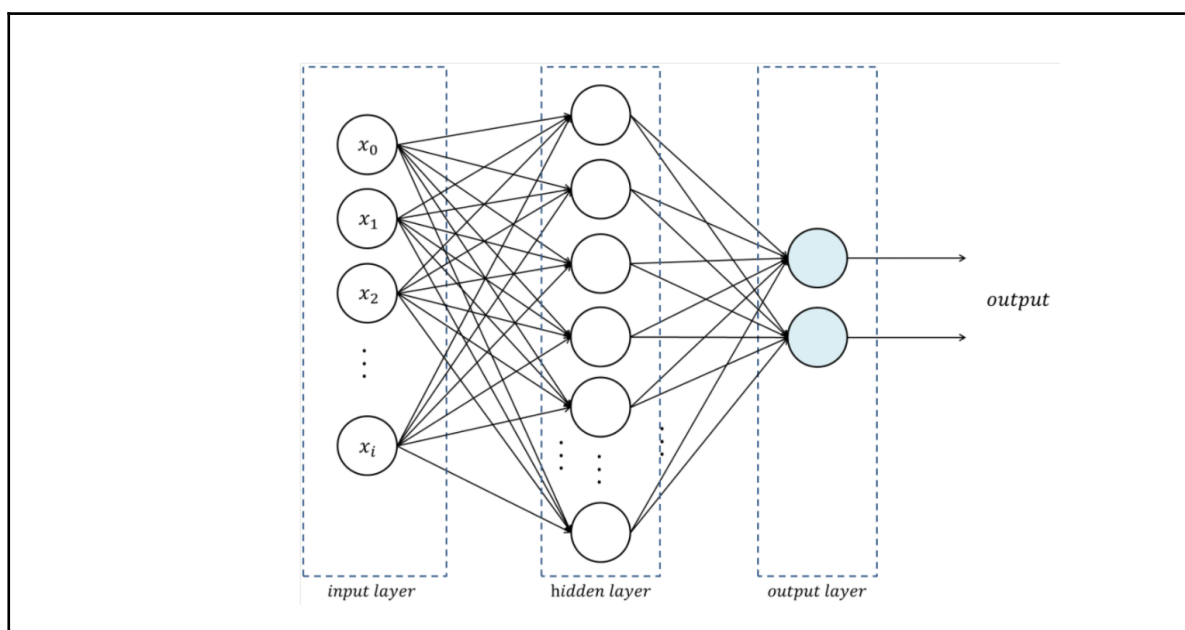 x₀
x₁
x₂
⋮
xᵢ
⋮ ⋮ ⋮
output
input layer
hidden layer
output layer